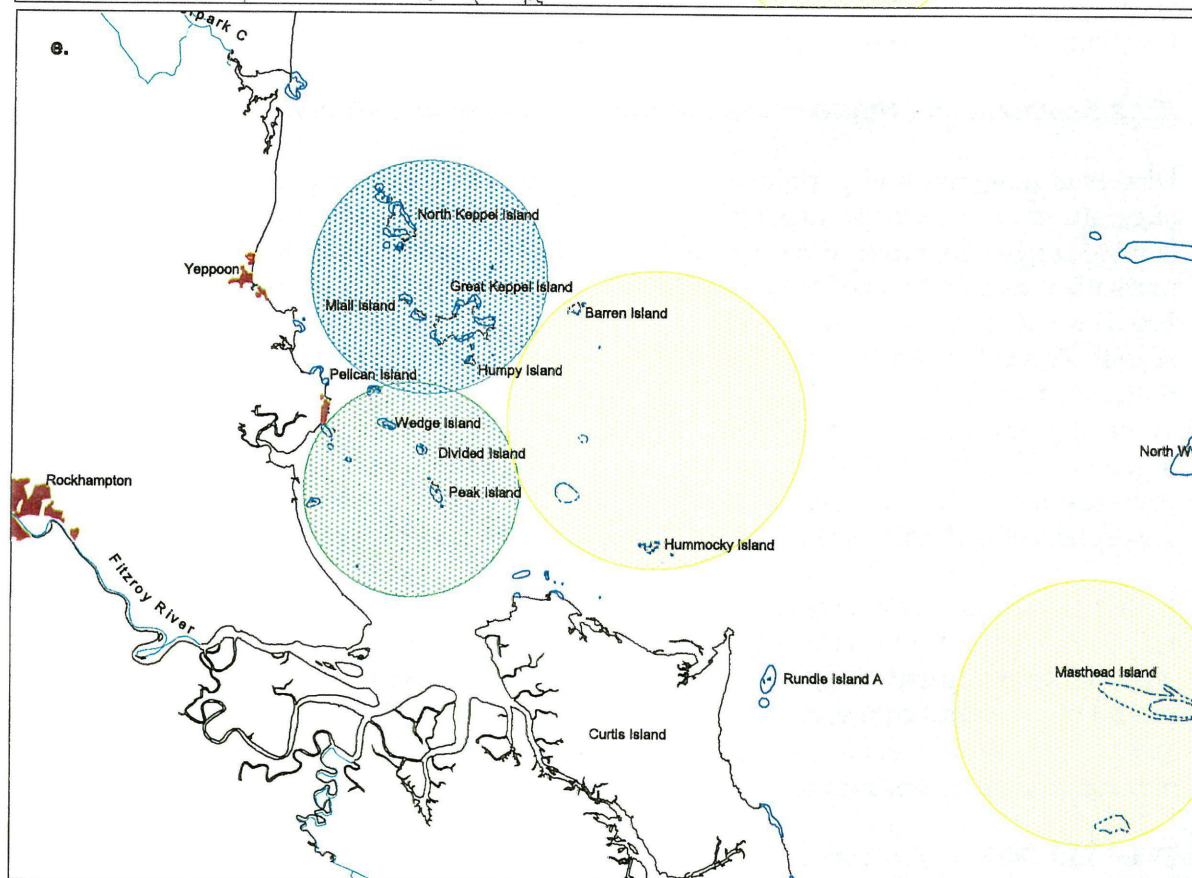 e.
park C
North Keppel Island
Yeppoon
Great Keppel Island
Miall Island
Barren Island
Humpy Island
Pelican Island
Wedge Island
Divided Island
North W
Rockhampton
Peak Island
Hummocky Island
Fitzroy River
Masthead Island
Rundle Island A
Curtis Island